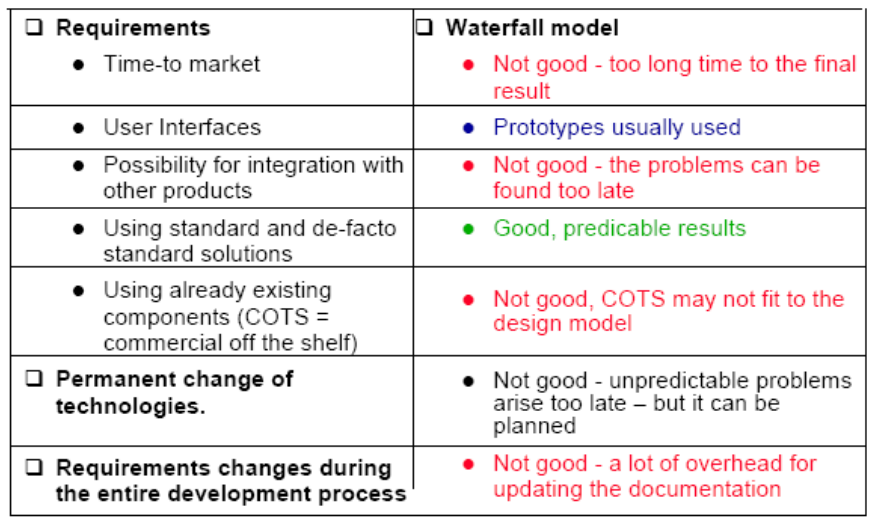 ❑ Requirements
● Time-to market
❑ Waterfall model
● Not good - too long time to the final
result
● User Interfaces
● Prototypes usually used
● Possibility for integration with
other products
● Not good - the problems can be
found too late
● Using standard and de-facto
standard solutions
● Good, predicable results
● Using already existing
components (COTS =
commercial off the shelf)
● Not good, COTS may not fit to the
design model
❑ Permanent change of
technologies.
● Not good - unpredictable problems
arise too late – but it can be
planned
❑ Requirements changes during
the entire development process
● Not good - a lot of overhead for
updating the documentation